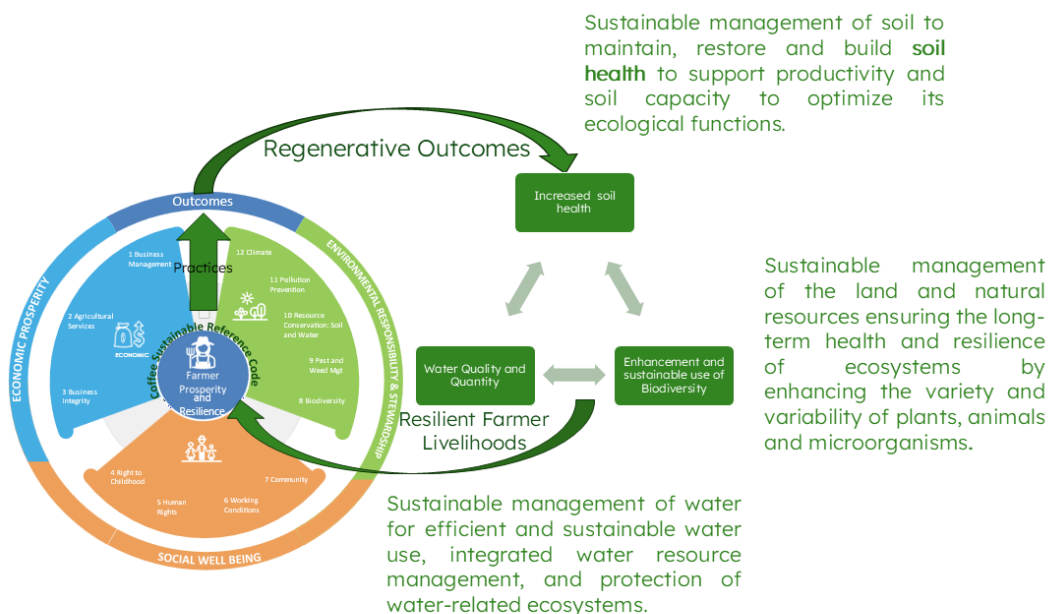 Sustainable management of soil to
maintain, restore and build soil
health to support productivity and
soil capacity to optimize its
ecological functions.
Regenerative Outcomes
Increased soil
health
Outcomes
Practices
ECONOMIC PROSPERITY
ENVIRONMENTAL RESPONSIBILITY & STEWARDSHIP
SOCIAL WELL BEING
1 Business
Management
2 Agricultural
Services
ECONOMIC
3 Business
Integrity
12 Climate
11 Pollution
Prevention
10 Resource
Conservation: Soil
and Water
9 Pest and
Weed Mgt
8 Biodiversity
Coffee Sustainable Reference Code
Farmer
Prosperity
and
Resilience
4 Right to
Childhood
5 Human
Rights
6 Working
Conditions
7 Community
Water Quality and
Quantity
Enhancement and
sustainable use of
Biodiversity
Resilient Farmer
Livelihoods
Sustainable management
of the land and natural
resources ensuring the long-
term health and resilience
of ecosystems by
enhancing the variety and
variability of plants, animals
and microorganisms.
Sustainable management of water
for efficient and sustainable water
use, integrated water resource
management, and protection of
water-related ecosystems.